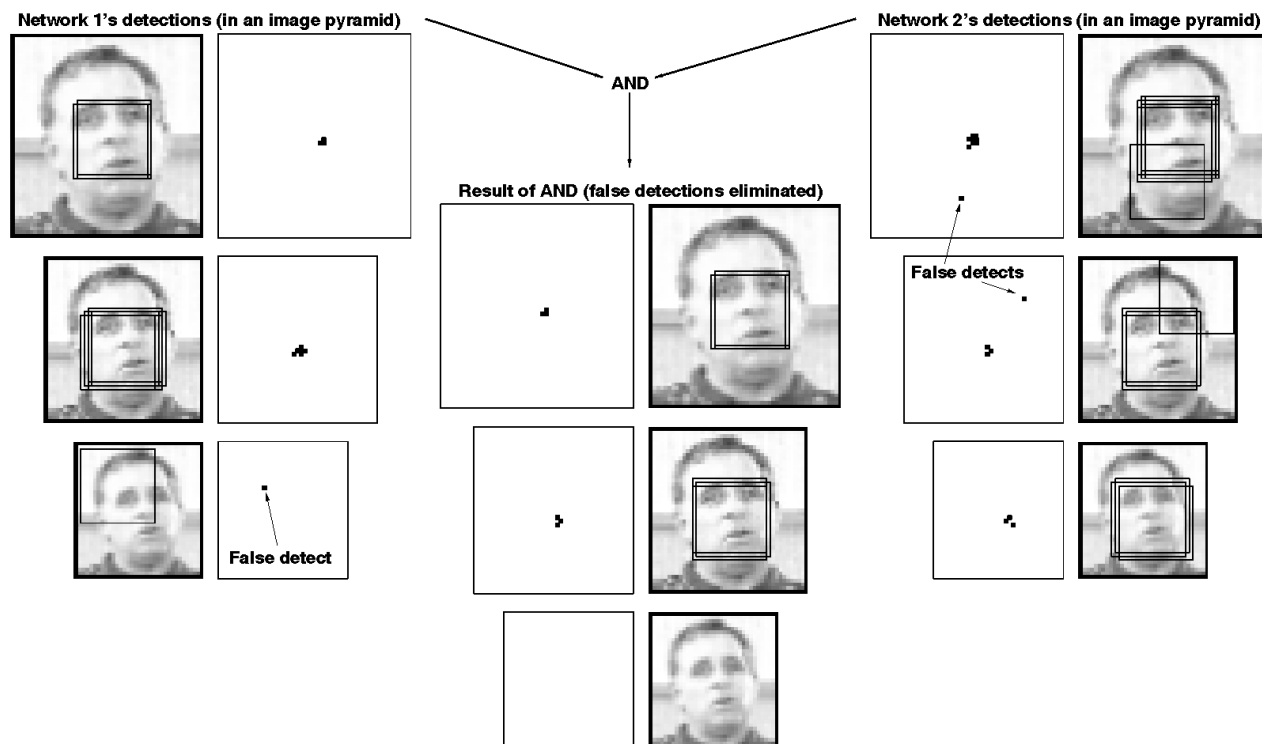 Network 1's detections (in an image pyramid)
Network 2's detections (in an image pyramid)
AND
Result of AND (false detections eliminated)
False detects
False detect